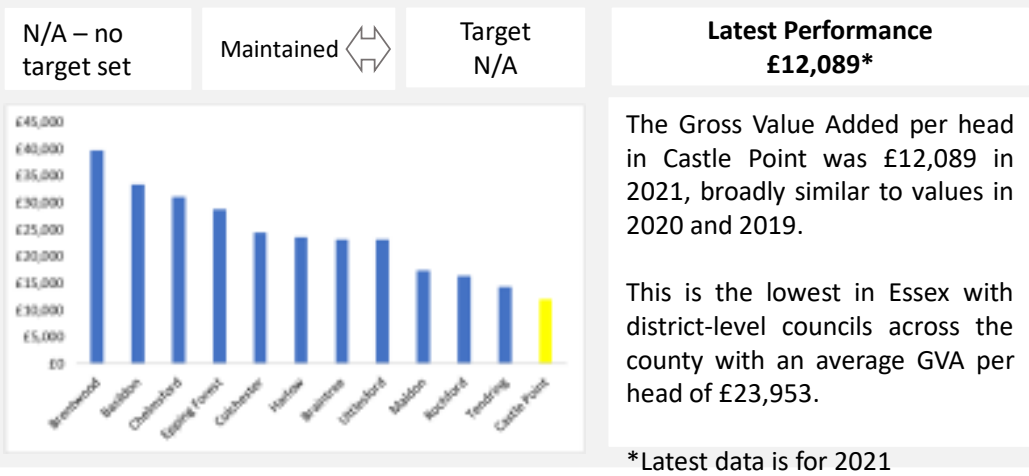 N/A – no
target set
Maintained
Target
N/A
Latest Performance
£12,089*
£45,000
£40,000
£35,000
£30,000
£25,000
£20,000
£15,000
£10,000
£5,000
£0
Brentwood
Basildon
Chelmsford
Epping Forest
Colchester
Harlow
Braintree
Uttlesford
Maldon
Rochford
Tendring
Castle Point
The Gross Value Added per head
in Castle Point was £12,089 in
2021, broadly similar to values in
2020 and 2019.
This is the lowest in Essex with
district-level councils across the
county with an average GVA per
head of £23,953.
*Latest data is for 2021